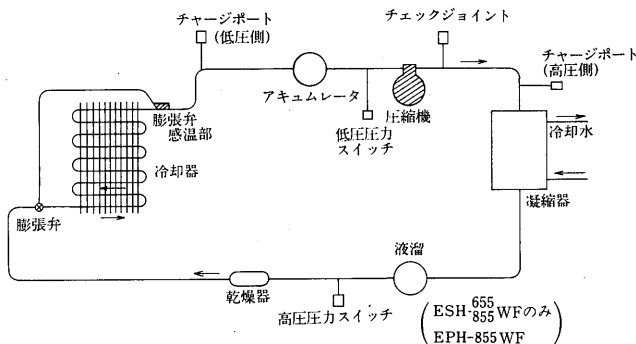 チャージポート
(低圧側)
チェックジョイント
チャージポート
(高圧側)
アキュムレータ
圧縮機
膨張弁
感温部
低圧圧力
スイッチ
冷却水
冷却器
凝縮器
膨張弁
液溜
乾燥器
高圧圧力スイッチ
(ESH-655/855WFのみ
EPH-855WF)